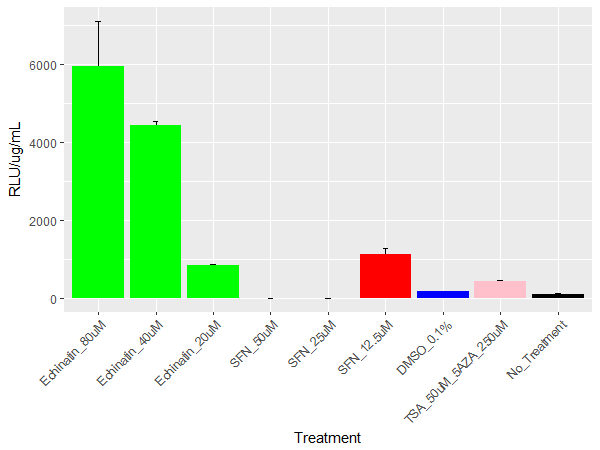 RLU/ug/mL
6000
4000
2000
0
Echinatin_80uM
Echinatin_40uM
Echinatin_20uM
SFN_50uM
SFN_25uM
SFN_12.5uM
DMSO_0.1%
TSA_50uM_5AZA_250uM
No_Treatment
Treatment